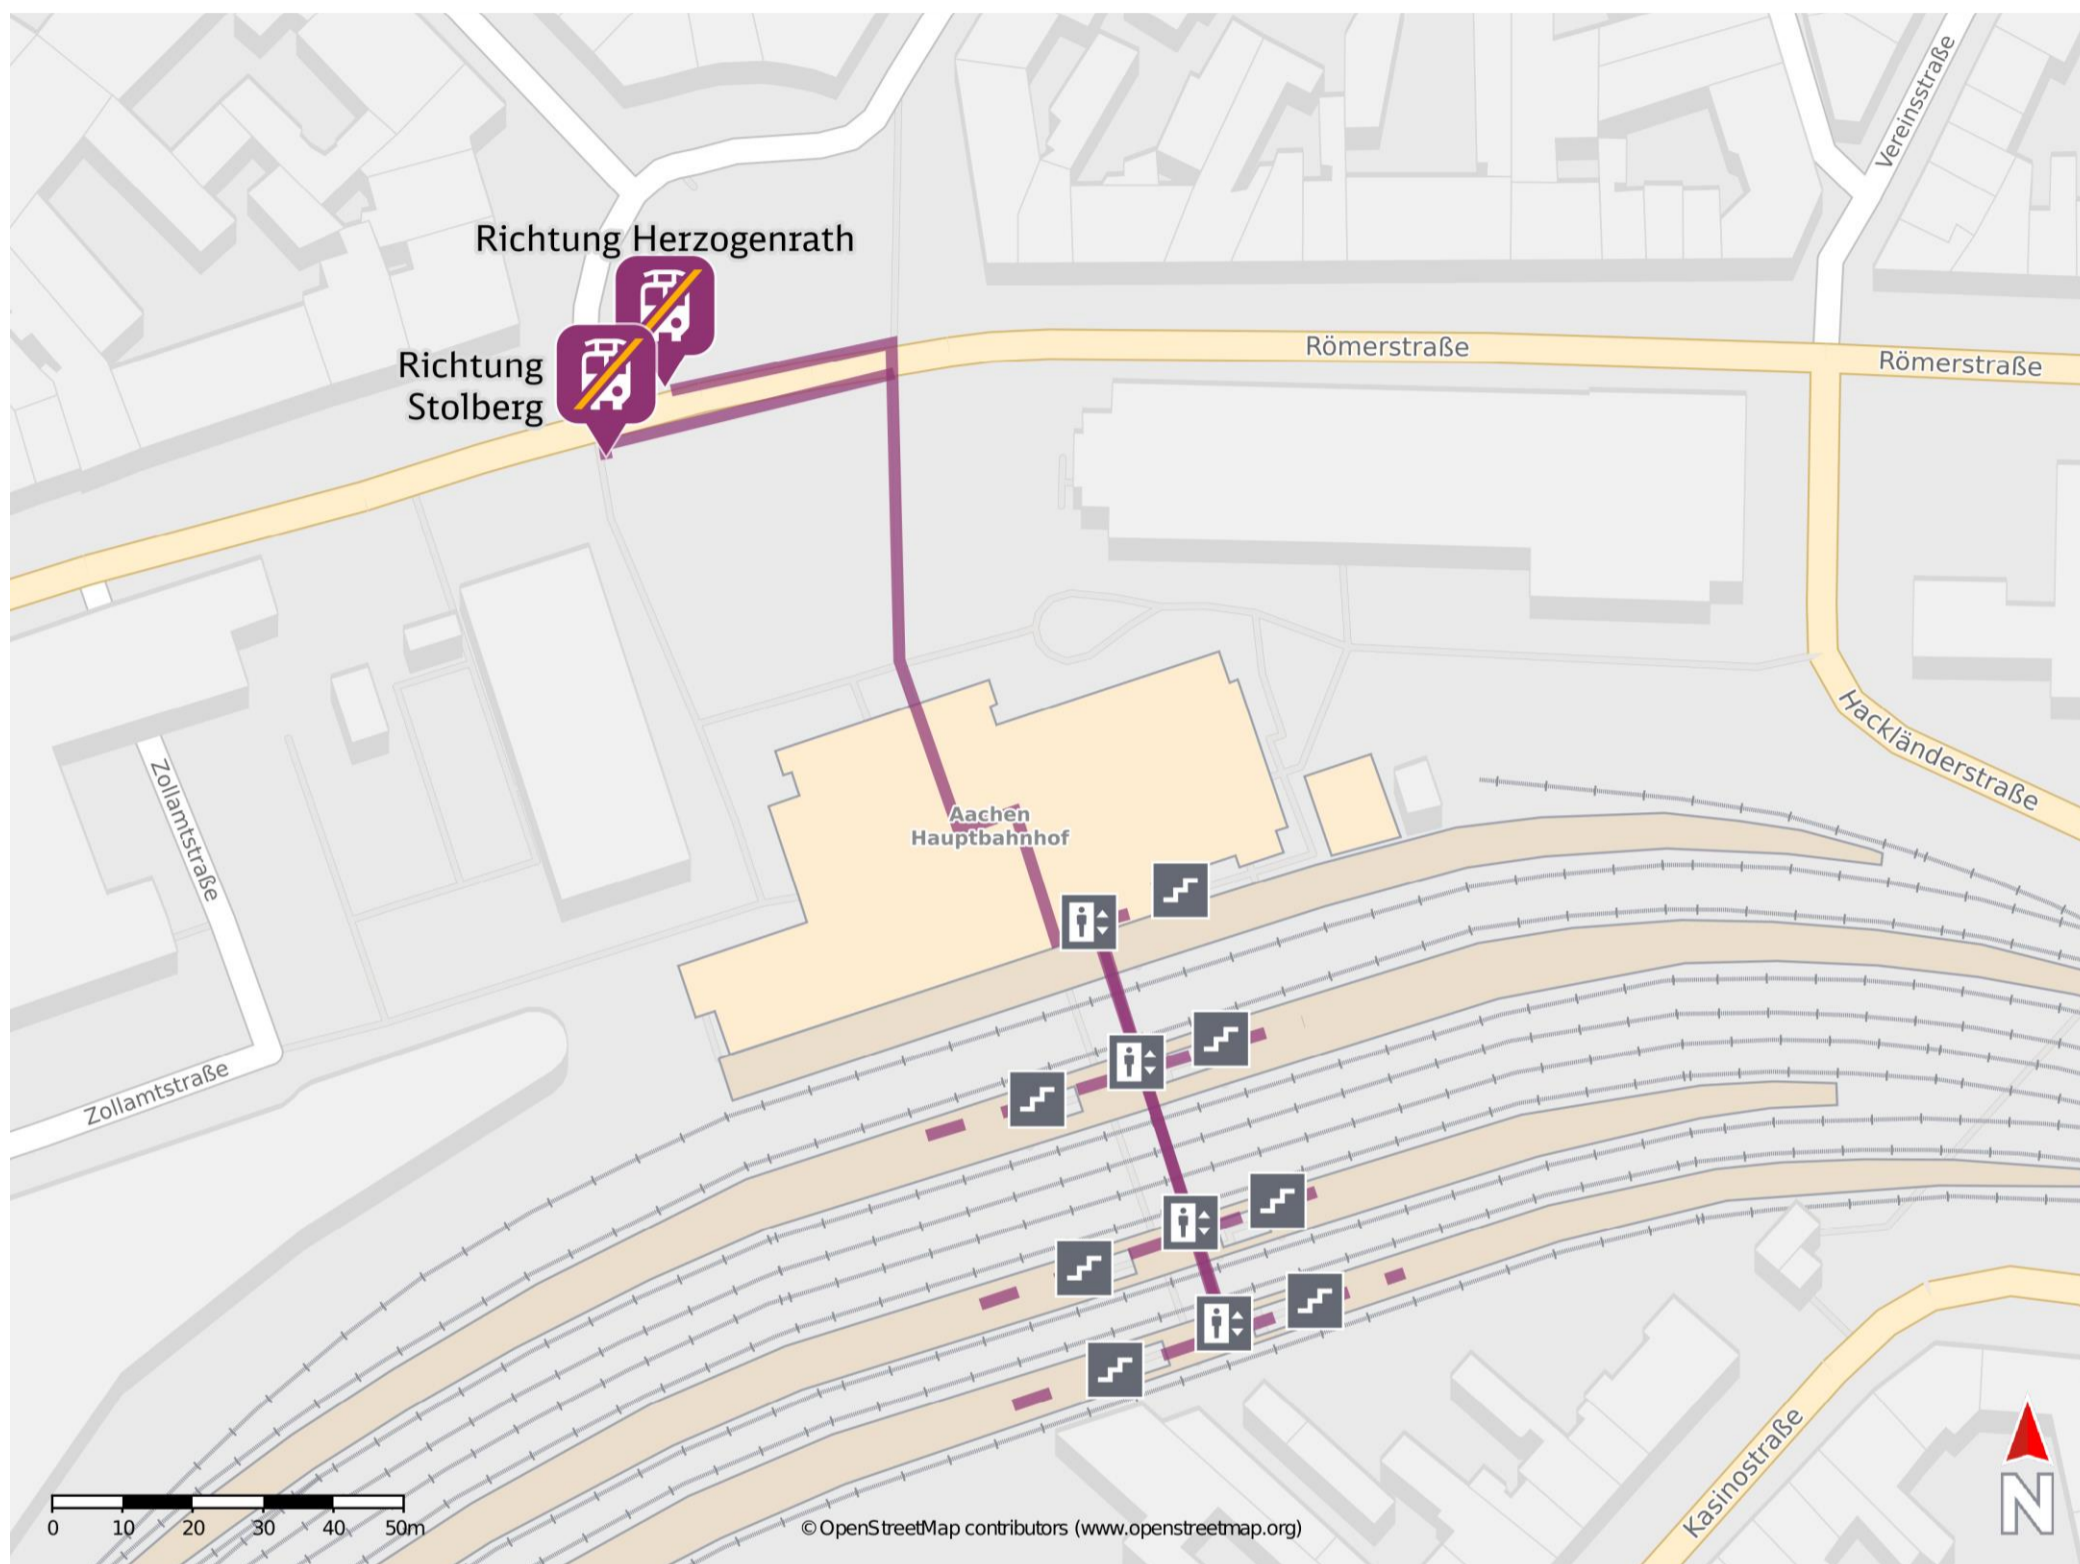 Vereinsstraße
Richtung Herzogenrath
Richtung
Stolberg
Römerstraße
Römerstraße
Hackländerstraße
Zollamtstraße
Aachen
Hauptbahnhof
Zollamtstraße
Kasinostraße
N
0 10 20 30 40 50m
© OpenStreetMap contributors (www.openstreetmap.org)